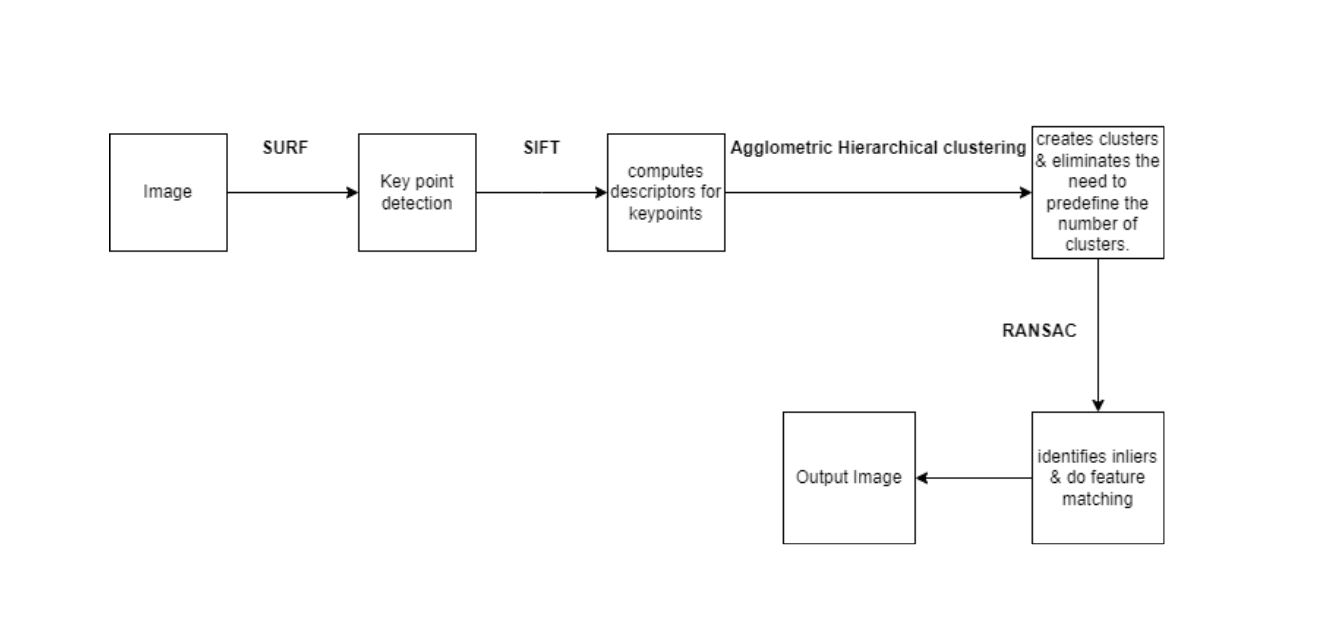 Image
SURF
Key point
detection
SIFT
computes
descriptors for
keypoints
Agglometric Hierarchical clustering
creates clusters
& eliminates the
need to
predefine the
number of
clusters.
RANSAC
identifies inliers
& do feature
matching
Output Image